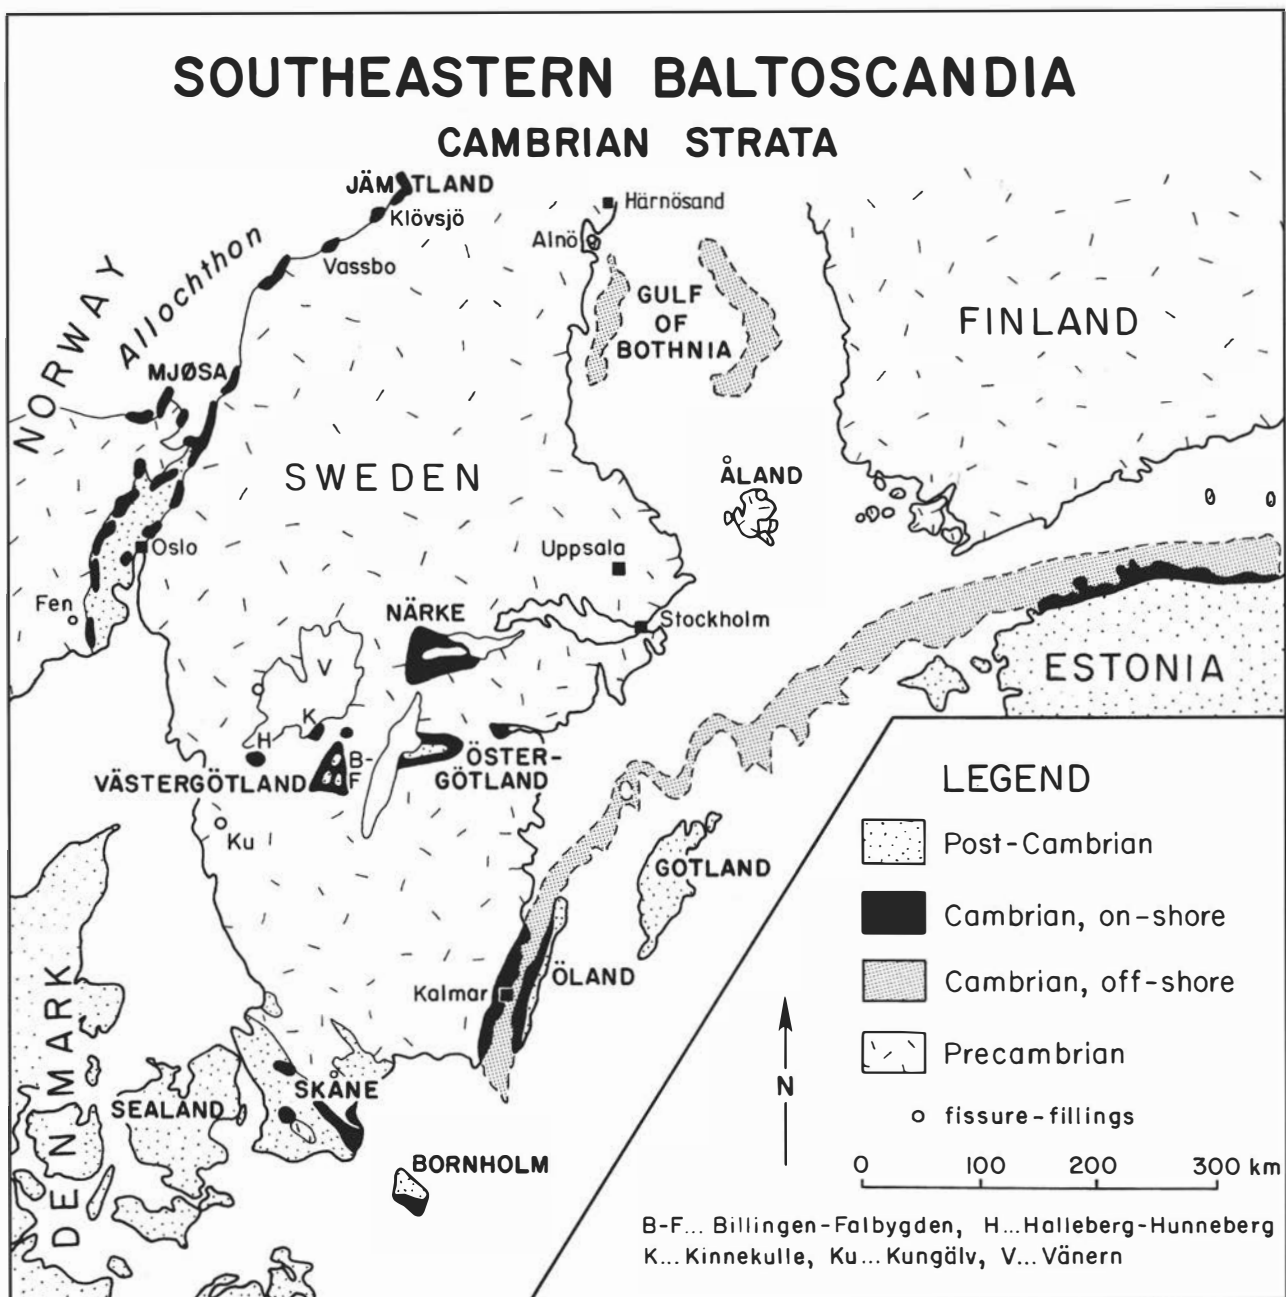 SOUTHEASTERN BALTOSCANDIA
CAMBRIAN STRATA
JÄMTLAND
Härnösand
Klövsjö
Alnö
Vassbo
NORWAY
Allochthon
GULF
OF
BOTHNIA
FINLAND
MJØSA
SWEDEN
ÅLAND
Oslo
Uppsala
Fen
NÄRKE
Stockholm
V
ESTONIA
K
H
B-
F
ÖSTER-
GÖTLAND
VÄSTERGÖTLAND
Ku
GOTLAND
ÖLAND
Kalmar
DENMARK
SKÅNE
SEALAND
BORNHOLM
N
LEGEND
Post-Cambrian
Cambrian, on-shore
Cambrian, off-shore
Precambrian
fissure-fillings
0 100 200 300 km
B-F... Billingen-Falbygden, H...Halleberg-Hunneberg
K...Kinnekulle, Ku...Kungälv, V...Vänern